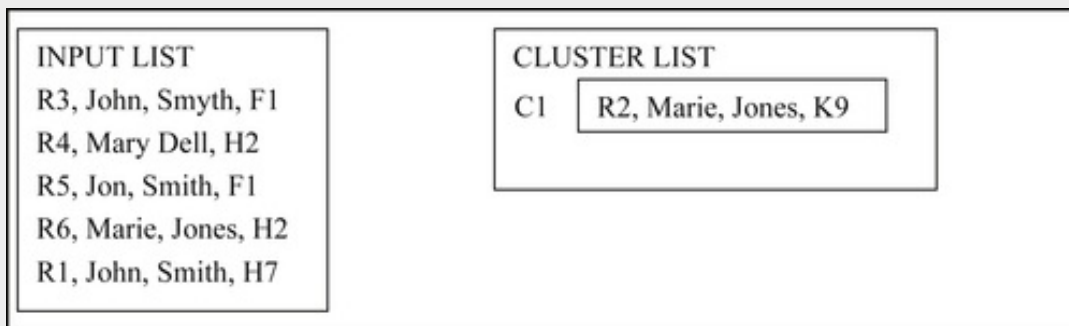 INPUT LIST
R3, John, Smyth, F1
R4, Mary Dell, H2
R5, Jon, Smith, F1
R6, Marie, Jones, H2
R1, John, Smith, H7
CLUSTER LIST
C1 R2, Marie, Jones, K9